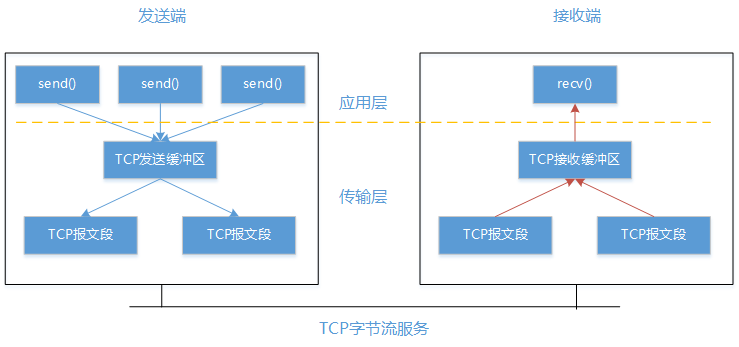 发送端
接收端
send()
send()
send()
recv()
应用层
TCP发送缓冲区
TCP接收缓冲区
传输层
TCP报文段
TCP报文段
TCP报文段
TCP报文段
TCP字节流服务